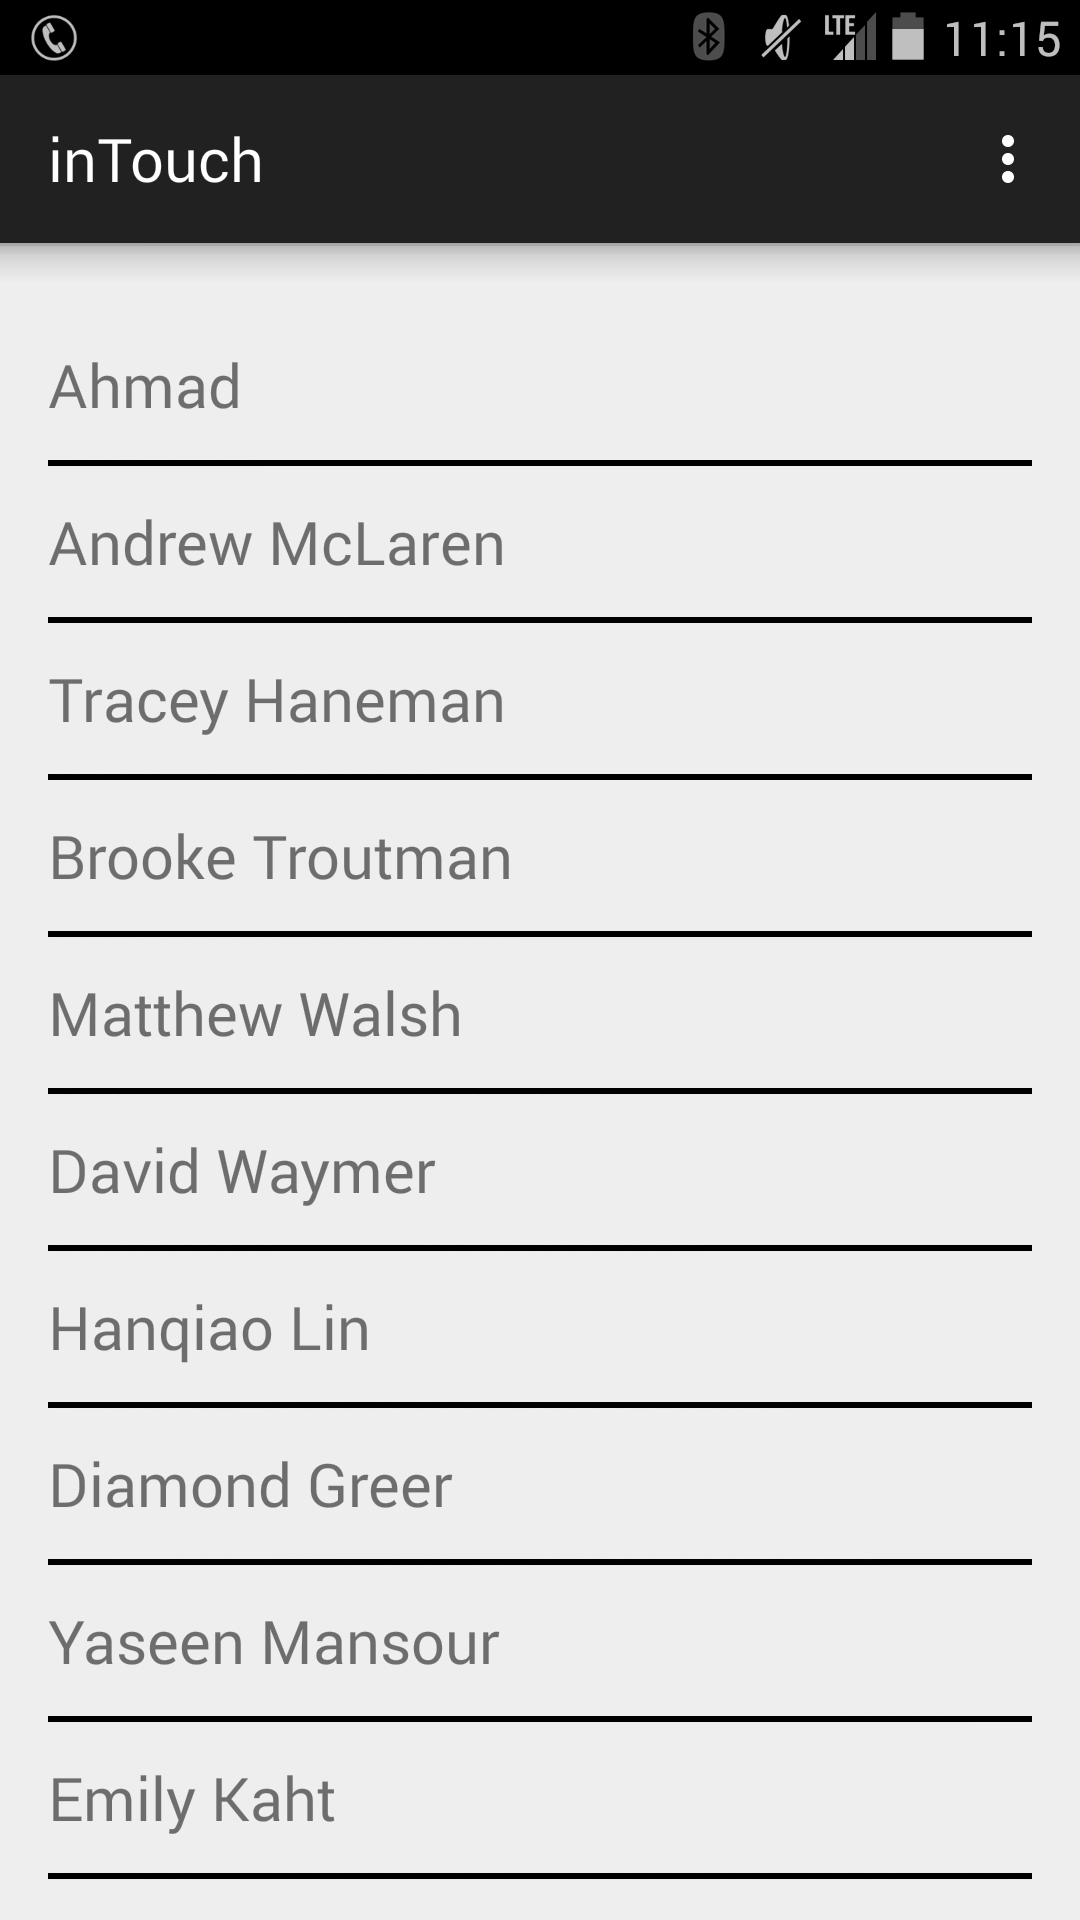 LTE 11:15
inTouch
Ahmad
Andrew McLaren
Tracey Haneman
Brooke Troutman
Matthew Walsh
David Waymer
Hanqiao Lin
Diamond Greer
Yaseen Mansour
Emily Kaht